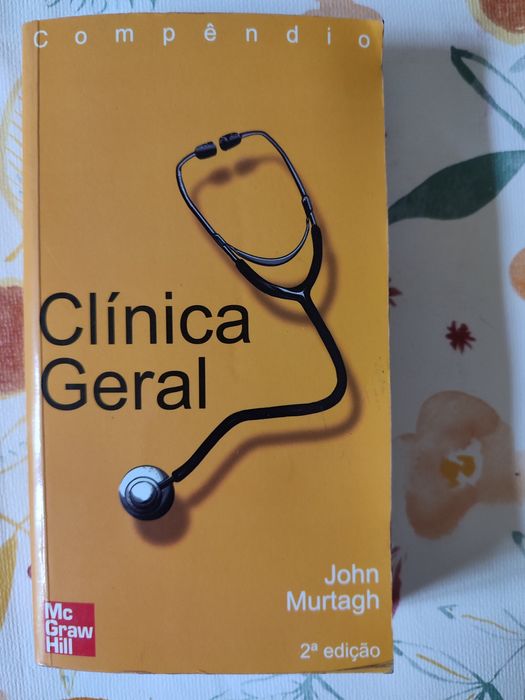 Compêndio
Clínica
Geral
John
Murtagh
2ª edição
Mc
Graw
Hill